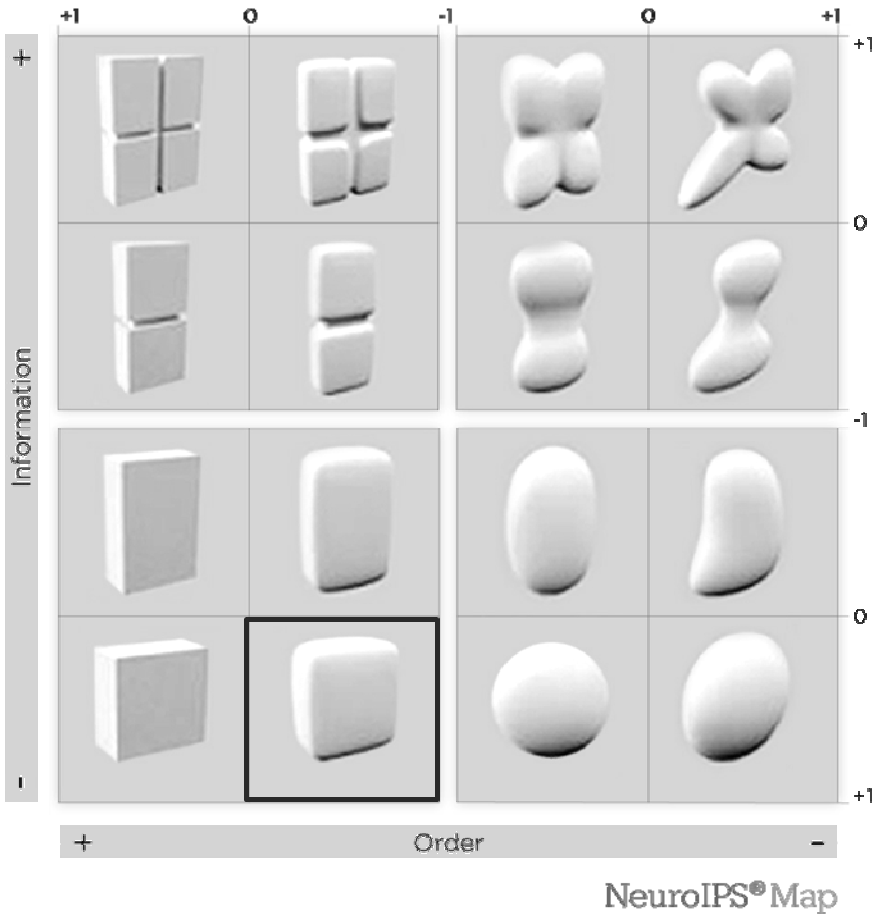 +1 0 -1 0 +1
+ +1
0
Information
-1
0
- +1
+ Order -
NeuroIPS® Map